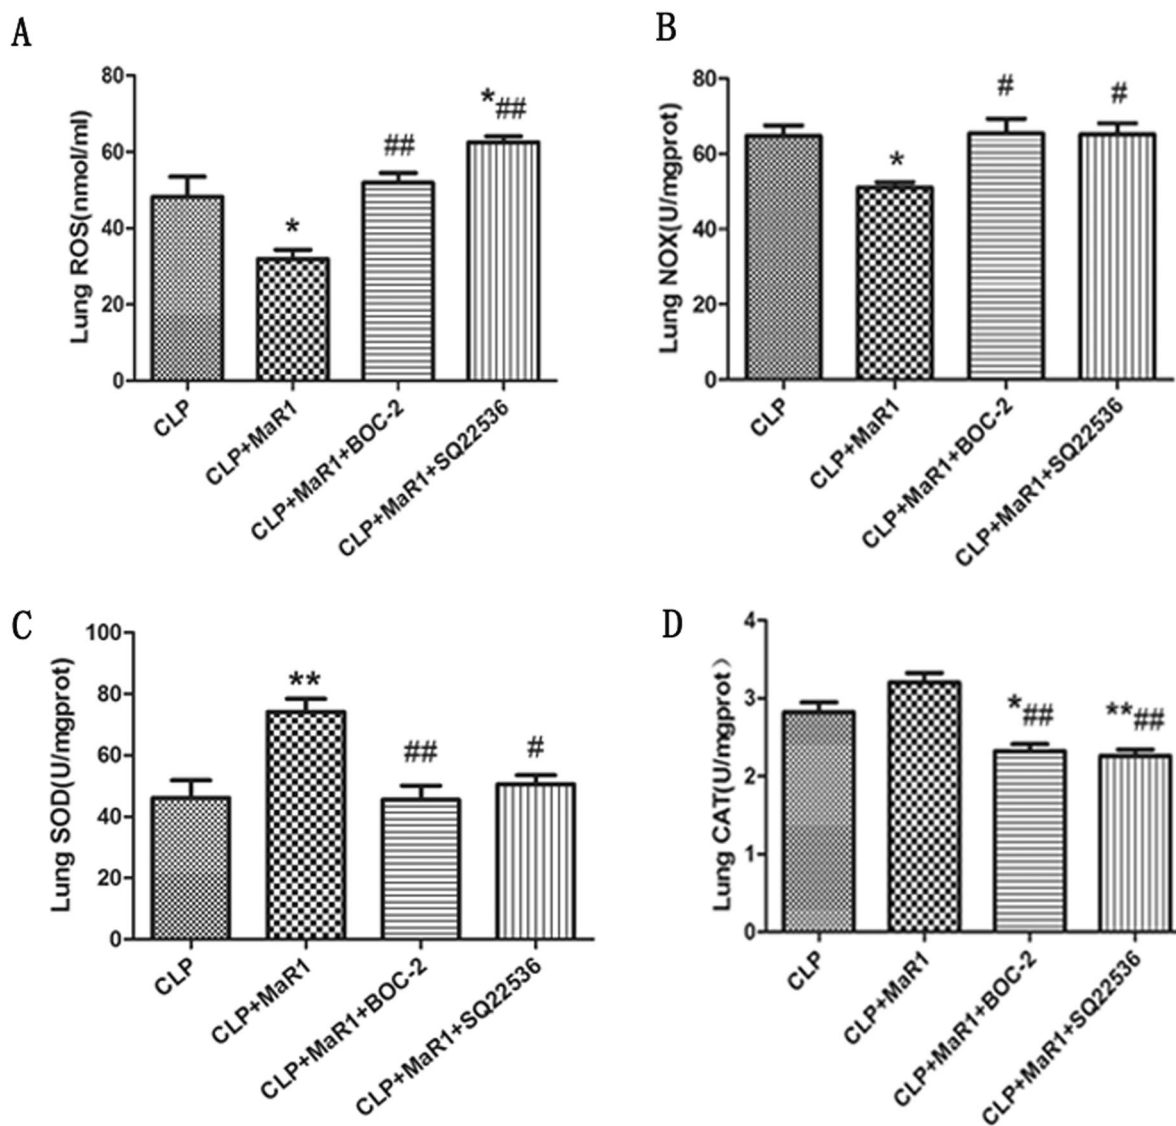 A
Lung ROS(nmol/ml)
80
60
40
20
0
*
##
*##
CLP
CLP+MaR1
CLP+MaR1+BOC-2
CLP+MaR1+SQ22536
B
Lung NOX(U/mgprot)
80
60
40
20
0
*
#
#
CLP
CLP+MaR1
CLP+MaR1+BOC-2
CLP+MaR1+SQ22536
C
Lung SOD(U/mgprot)
100
80
60
40
20
0
**
##
#
CLP
CLP+MaR1
CLP+MaR1+BOC-2
CLP+MaR1+SQ22536
D
Lung CAT(U/mgprot）
4
3
2
1
0
*##
**##
CLP
CLP+MaR1
CLP+MaR1+BOC-2
CLP+MaR1+SQ22536